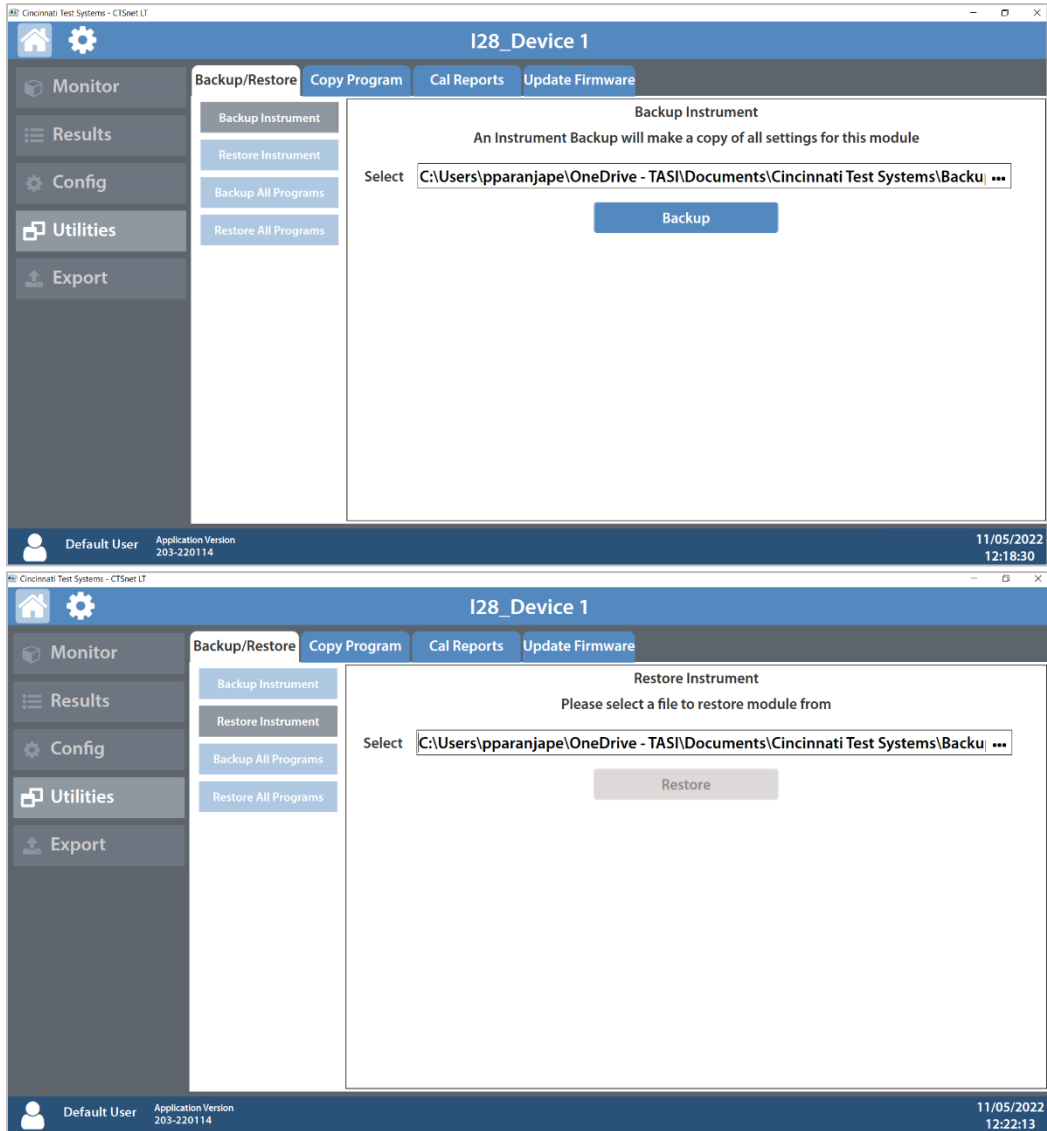 Cincinnati Test Systems - CTSnet LT
I28_Device 1
Monitor
Results
Config
Utilities
Export
Backup/Restore
Copy Program
Cal Reports
Update Firmware
Backup Instrument
Restore Instrument
Backup All Programs
Restore All Programs
Backup Instrument
An Instrument Backup will make a copy of all settings for this module
Select C:\Users\pparanjape\OneDrive - TASI\Documents\Cincinnati Test Systems\Backu ...
Backup
Default User
Application Version
203-220114
11/05/2022
12:18:30
Cincinnati Test Systems - CTSnet LT
I28_Device 1
Monitor
Results
Config
Utilities
Export
Backup/Restore
Copy Program
Cal Reports
Update Firmware
Backup Instrument
Restore Instrument
Backup All Programs
Restore All Programs
Restore Instrument
Please select a file to restore module from
Select C:\Users\pparanjape\OneDrive - TASI\Documents\Cincinnati Test Systems\Backu ...
Restore
Default User
Application Version
203-220114
11/05/2022
12:22:13